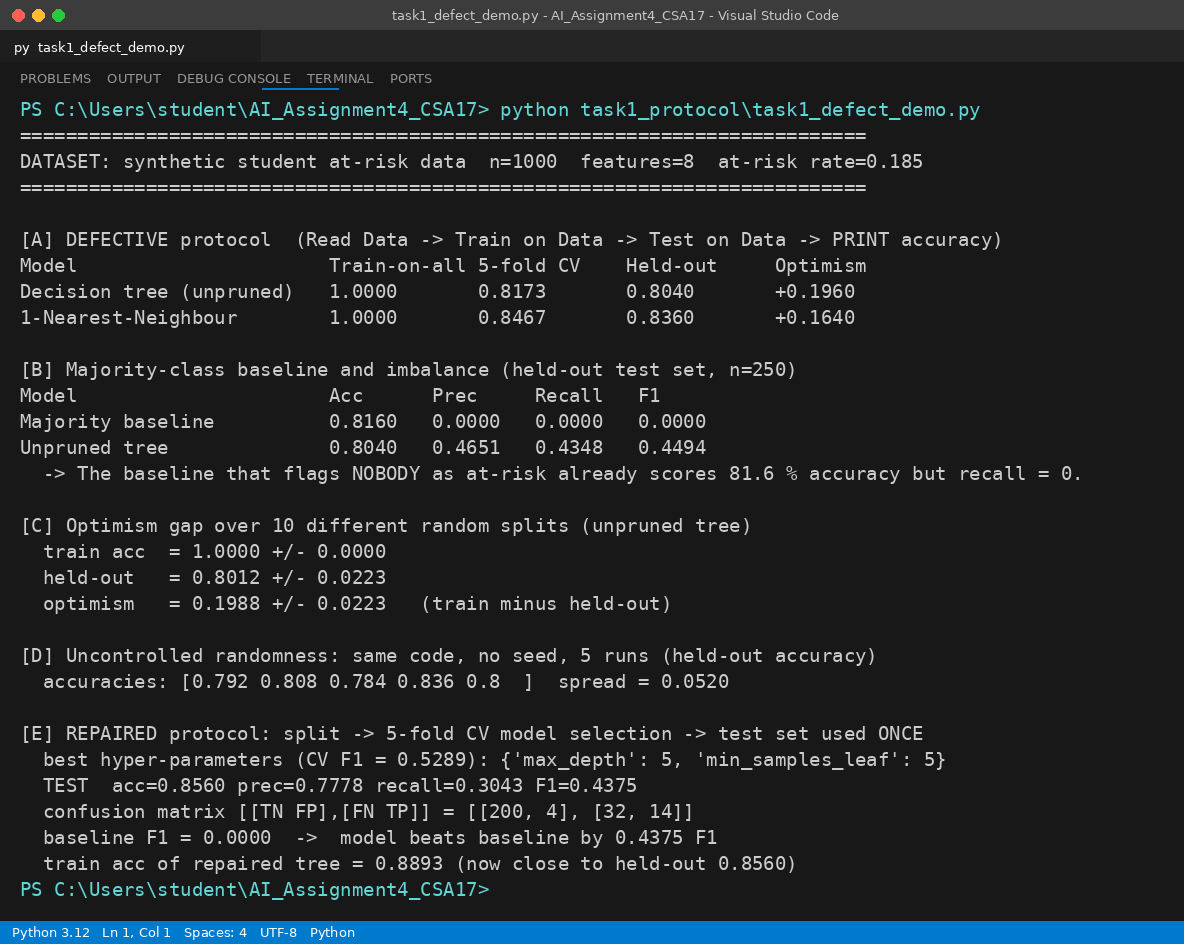 task1_defect_demo.py - AI_Assignment4_CSA17 - Visual Studio Code
py  task1_defect_demo.py
PROBLEMS    OUTPUT    DEBUG CONSOLE    TERMINAL    PORTS
PS C:\Users\student\AI_Assignment4_CSA17> python task1_protocol\task1_defect_demo.py
==========================================================================
DATASET: synthetic student at-risk data  n=1000  features=8  at-risk rate=0.185
==========================================================================
[A] DEFECTIVE protocol  (Read Data -> Train on Data -> Test on Data -> PRINT accuracy)
Model                      Train-on-all 5-fold CV    Held-out     Optimism
Decision tree (unpruned)   1.0000       0.8173       0.8040       +0.1960
1-Nearest-Neighbour        1.0000       0.8467       0.8360       +0.1640
[B] Majority-class baseline and imbalance (held-out test set, n=250)
Model                      Acc      Prec     Recall   F1
Majority baseline          0.8160   0.0000   0.0000   0.0000
Unpruned tree              0.8040   0.4651   0.4348   0.4494
  -> The baseline that flags NOBODY as at-risk already scores 81.6 % accuracy but recall = 0.
[C] Optimism gap over 10 different random splits (unpruned tree)
  train acc  = 1.0000 +/- 0.0000
  held-out   = 0.8012 +/- 0.0223
  optimism   = 0.1988 +/- 0.0223   (train minus held-out)
[D] Uncontrolled randomness: same code, no seed, 5 runs (held-out accuracy)
  accuracies: [0.792 0.808 0.784 0.836 0.8  ]  spread = 0.0520
[E] REPAIRED protocol: split -> 5-fold CV model selection -> test set used ONCE
  best hyper-parameters (CV F1 = 0.5289): {'max_depth': 5, 'min_samples_leaf': 5}
  TEST  acc=0.8560 prec=0.7778 recall=0.3043 F1=0.4375
  confusion matrix [[TN FP],[FN TP]] = [[200, 4], [32, 14]]
  baseline F1 = 0.0000  ->  model beats baseline by 0.4375 F1
  train acc of repaired tree = 0.8893 (now close to held-out 0.8560)
PS C:\Users\student\AI_Assignment4_CSA17>
Python 3.12   Ln 1, Col 1   Spaces: 4   UTF-8   Python